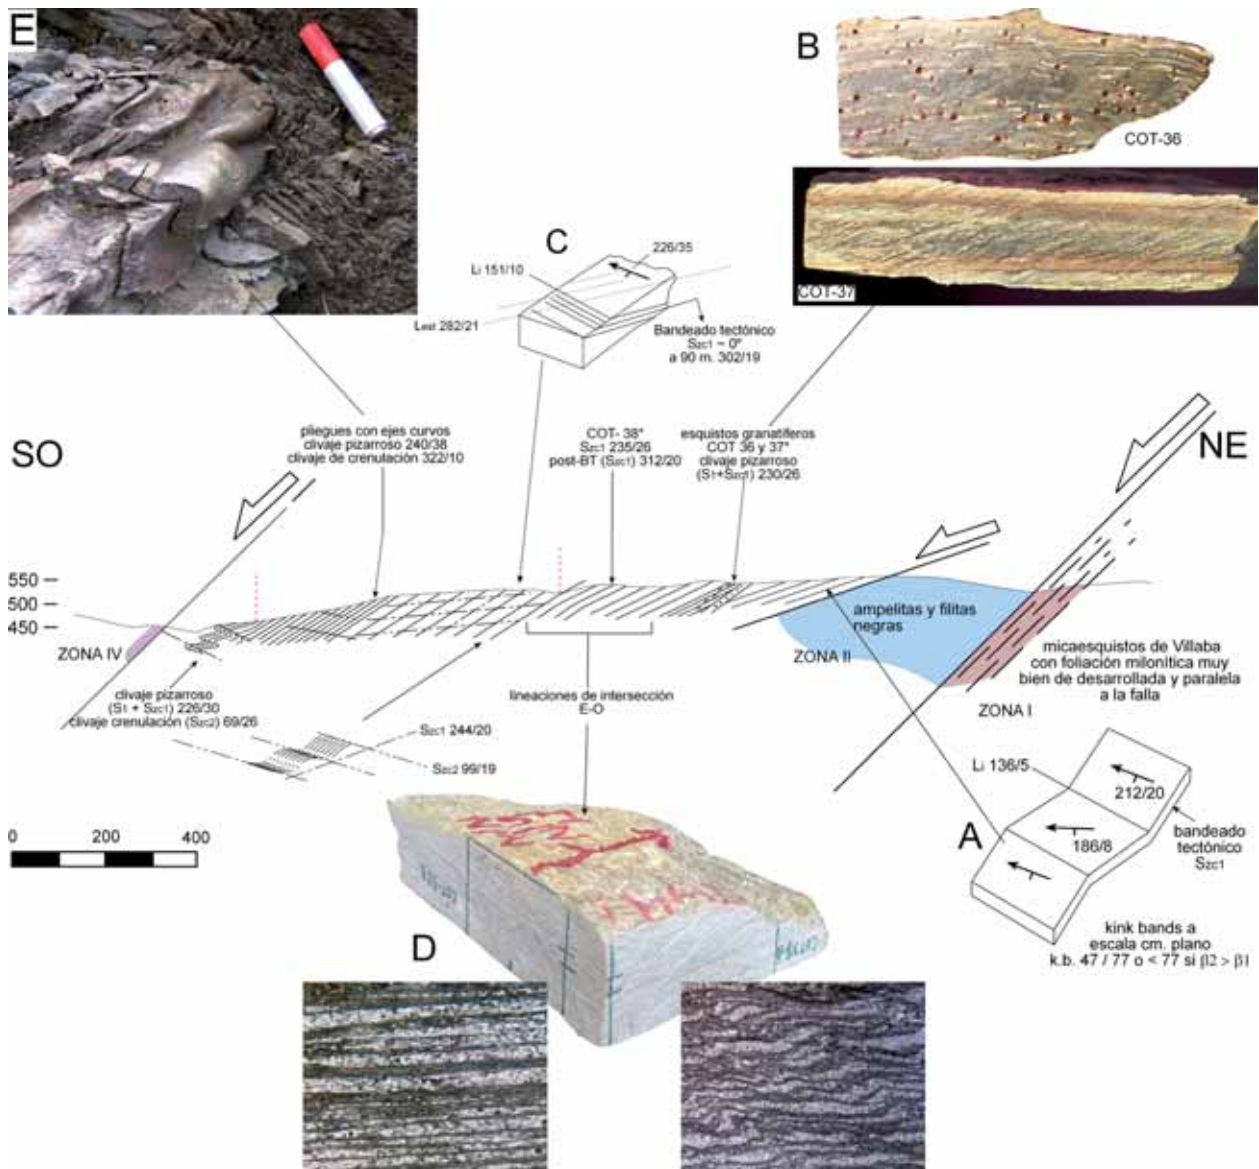 E
B
COT-36
COT-37
C
226/35
Li 151/10
Lest 282/21
Bandeado tectónico
Szc1 ~ 0º
a 90 m. 302/19
SO
NE
pliegues con ejes curvos
clivaje pizarroso 240/38
clivaje de crenulación 322/10
COT- 38"
Szc1 235/26
post-BT (Szc1) 312/20
esquistos granatíferos
COT 36 y 37"
clivaje pizarroso
(S1+Szc1) 230/26
550
500
450
ZONA IV
ampelitas y filitas
negras
ZONA II
micaesquistos de Villaba
con foliación milonítica muy
bien de desarrollada y paralela
a la falla
ZONA I
clivaje pizarroso
(S1 + Szc1) 226/30
clivaje crenulación (Szc2) 69/26
lineaciones de intersección
E-O
Szc1 244/20
Szc2 99/19
0 200 400
Li 136/5
212/20
186/8
A
bandeado
tectónico
Szc1
kink bands a
escala cm. plano
k.b. 47 / 77 o < 77 si β2 > β1
D